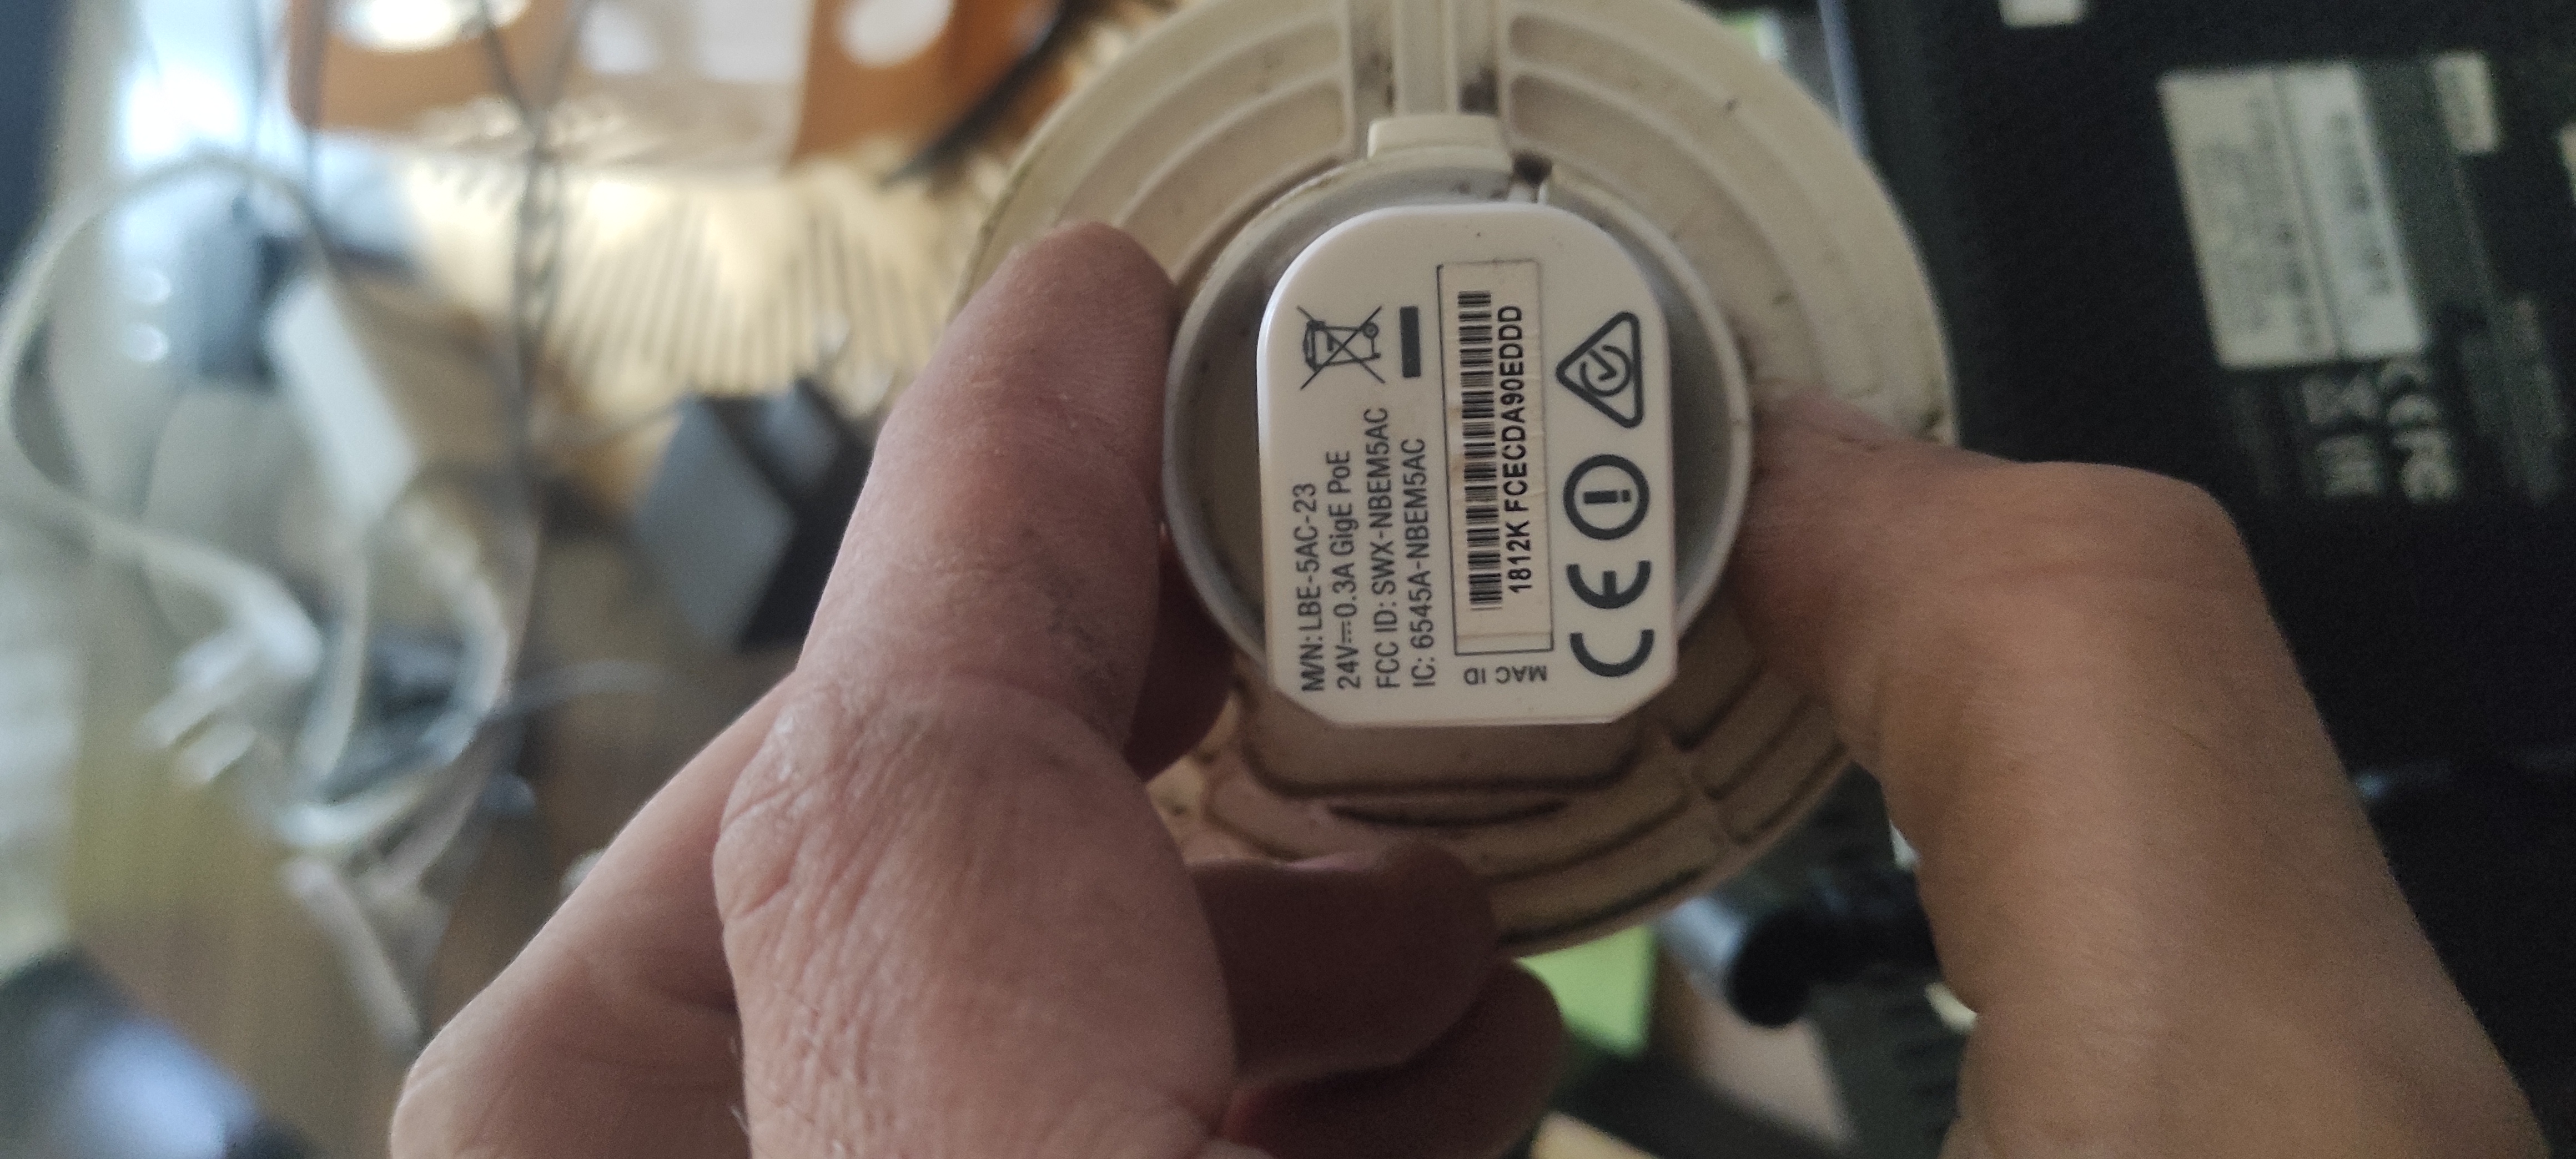 M/N: LBE-5AC-23
24V⎓0.3A GigE PoE
FCC ID: SWX-NBEM5AC
IC: 6545A-NBEM5AC
MAC ID
1812K FCECDA90EDDD
CE